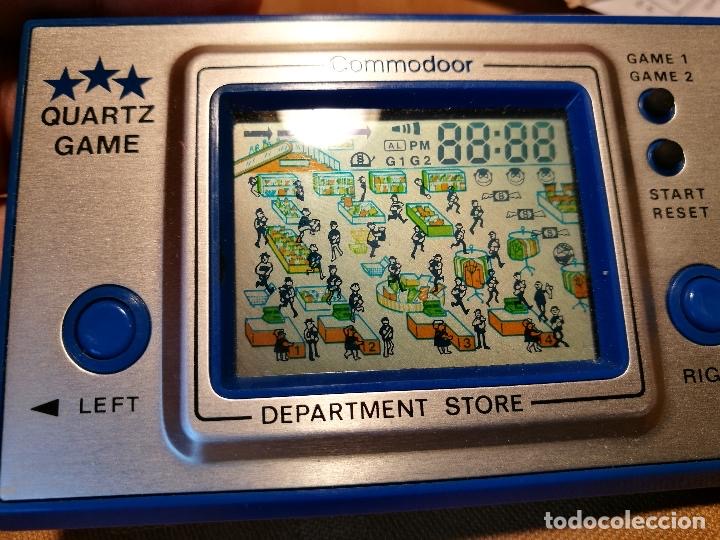 Commodoor
QUARTZ
GAME
GAME 1
GAME 2
AL PM
G1 G2
88:88
START
RESET
1
2
3
4
LEFT
RIG
DEPARTMENT STORE
todocoleccion